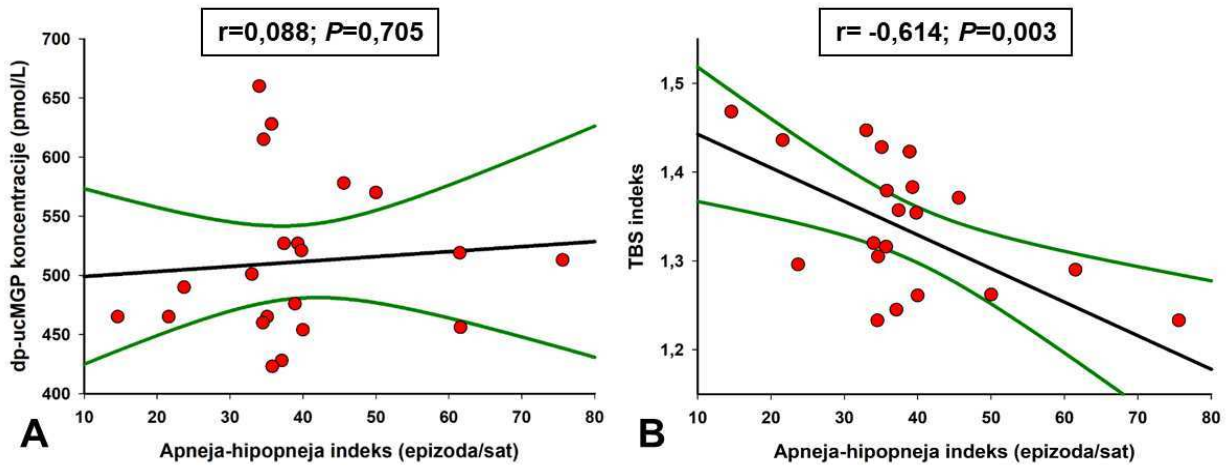 r=0,088; P=0,705
dp-ucMGP koncentracije (pmol/L)
700
650
600
550
500
450
400
10 20 30 40 50 60 70 80
Apneja-hipopneja indeks (epizoda/sat)
A
r= -0,614; P=0,003
TBS indeks
1,5
1,4
1,3
1,2
10 20 30 40 50 60 70 80
Apneja-hipopneja indeks (epizoda/sat)
B